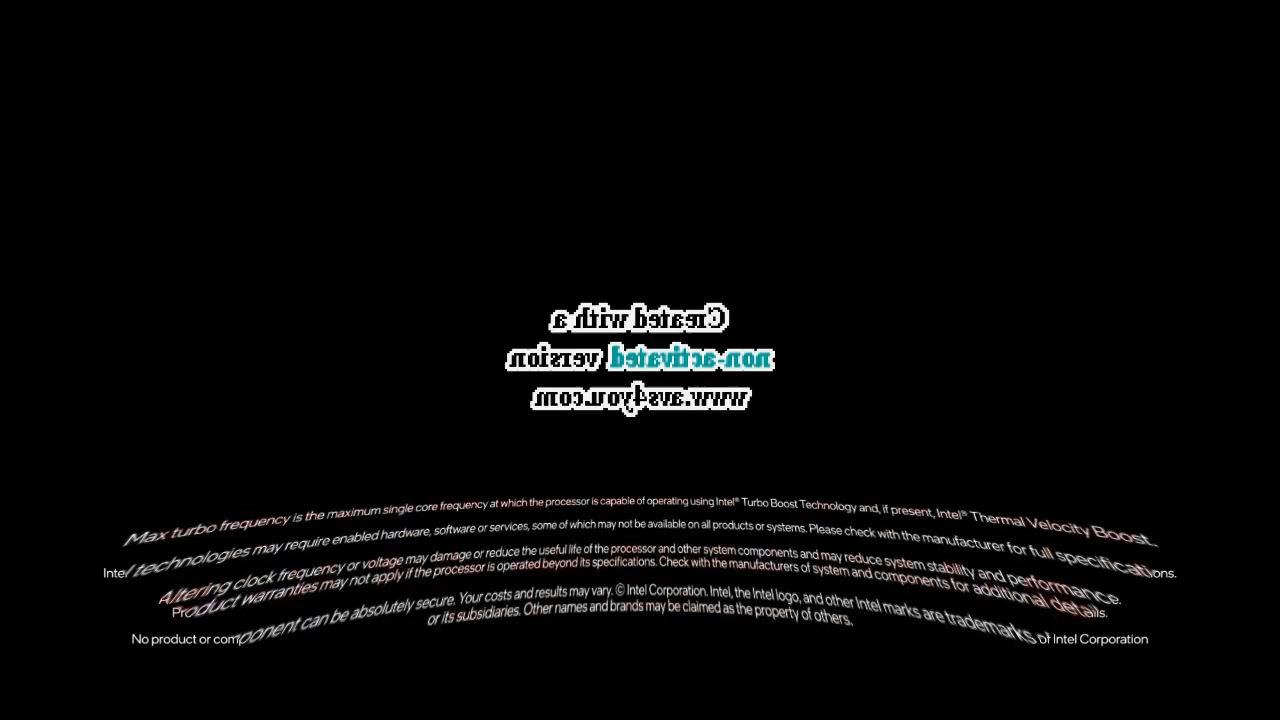 Created with a
non-activated version
www.avs4you.com
Max turbo frequency is the maximum single core frequency at which the processor is capable of operating using Intel® Turbo Boost Technology and, if present, Intel® Thermal Velocity Boost.
Intel technologies may require enabled hardware, software or services, some of which may not be available on all products or systems. Please check with the manufacturer for full specifications.
Altering clock frequency or voltage may damage or reduce the useful life of the processor and other system components and may reduce system stability and performance.
Product warranties may not apply if the processor is operated beyond its specifications. Check with the manufacturers of system and components for additional details.
No product or component can be absolutely secure. Your costs and results may vary. © Intel Corporation. Intel, the Intel logo, and other Intel marks are trademarks of Intel Corporation
or its subsidiaries. Other names and brands may be claimed as the property of others.